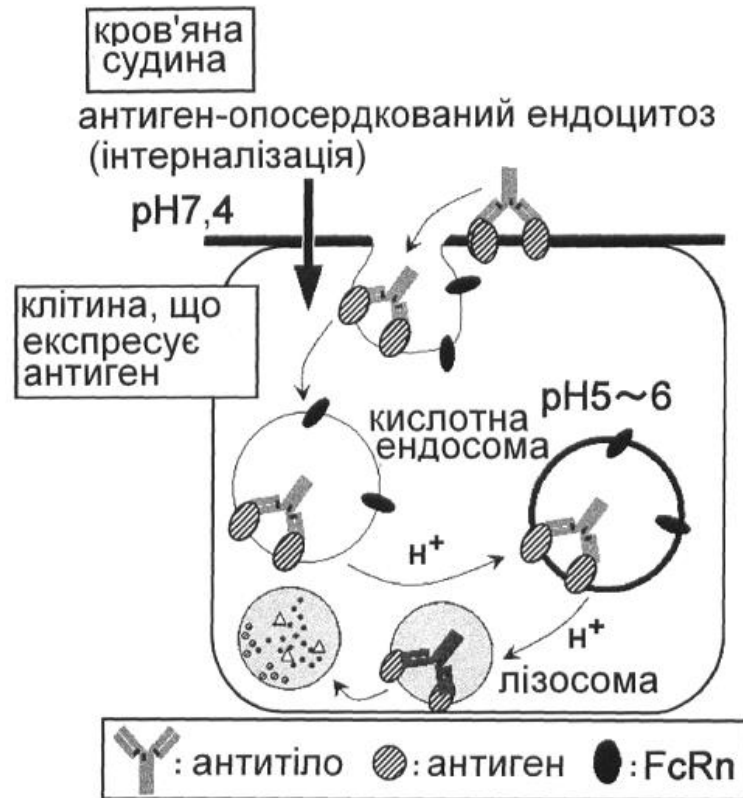 кров'яна
судина
антиген-опосердкований ендоцитоз
(інтерналізація)
pH7,4
клітина, що
експресує
антиген
кислотна
ендосома
pH5～6
H⁺
H⁺
лізосома
: антитіло : антиген : FcRn